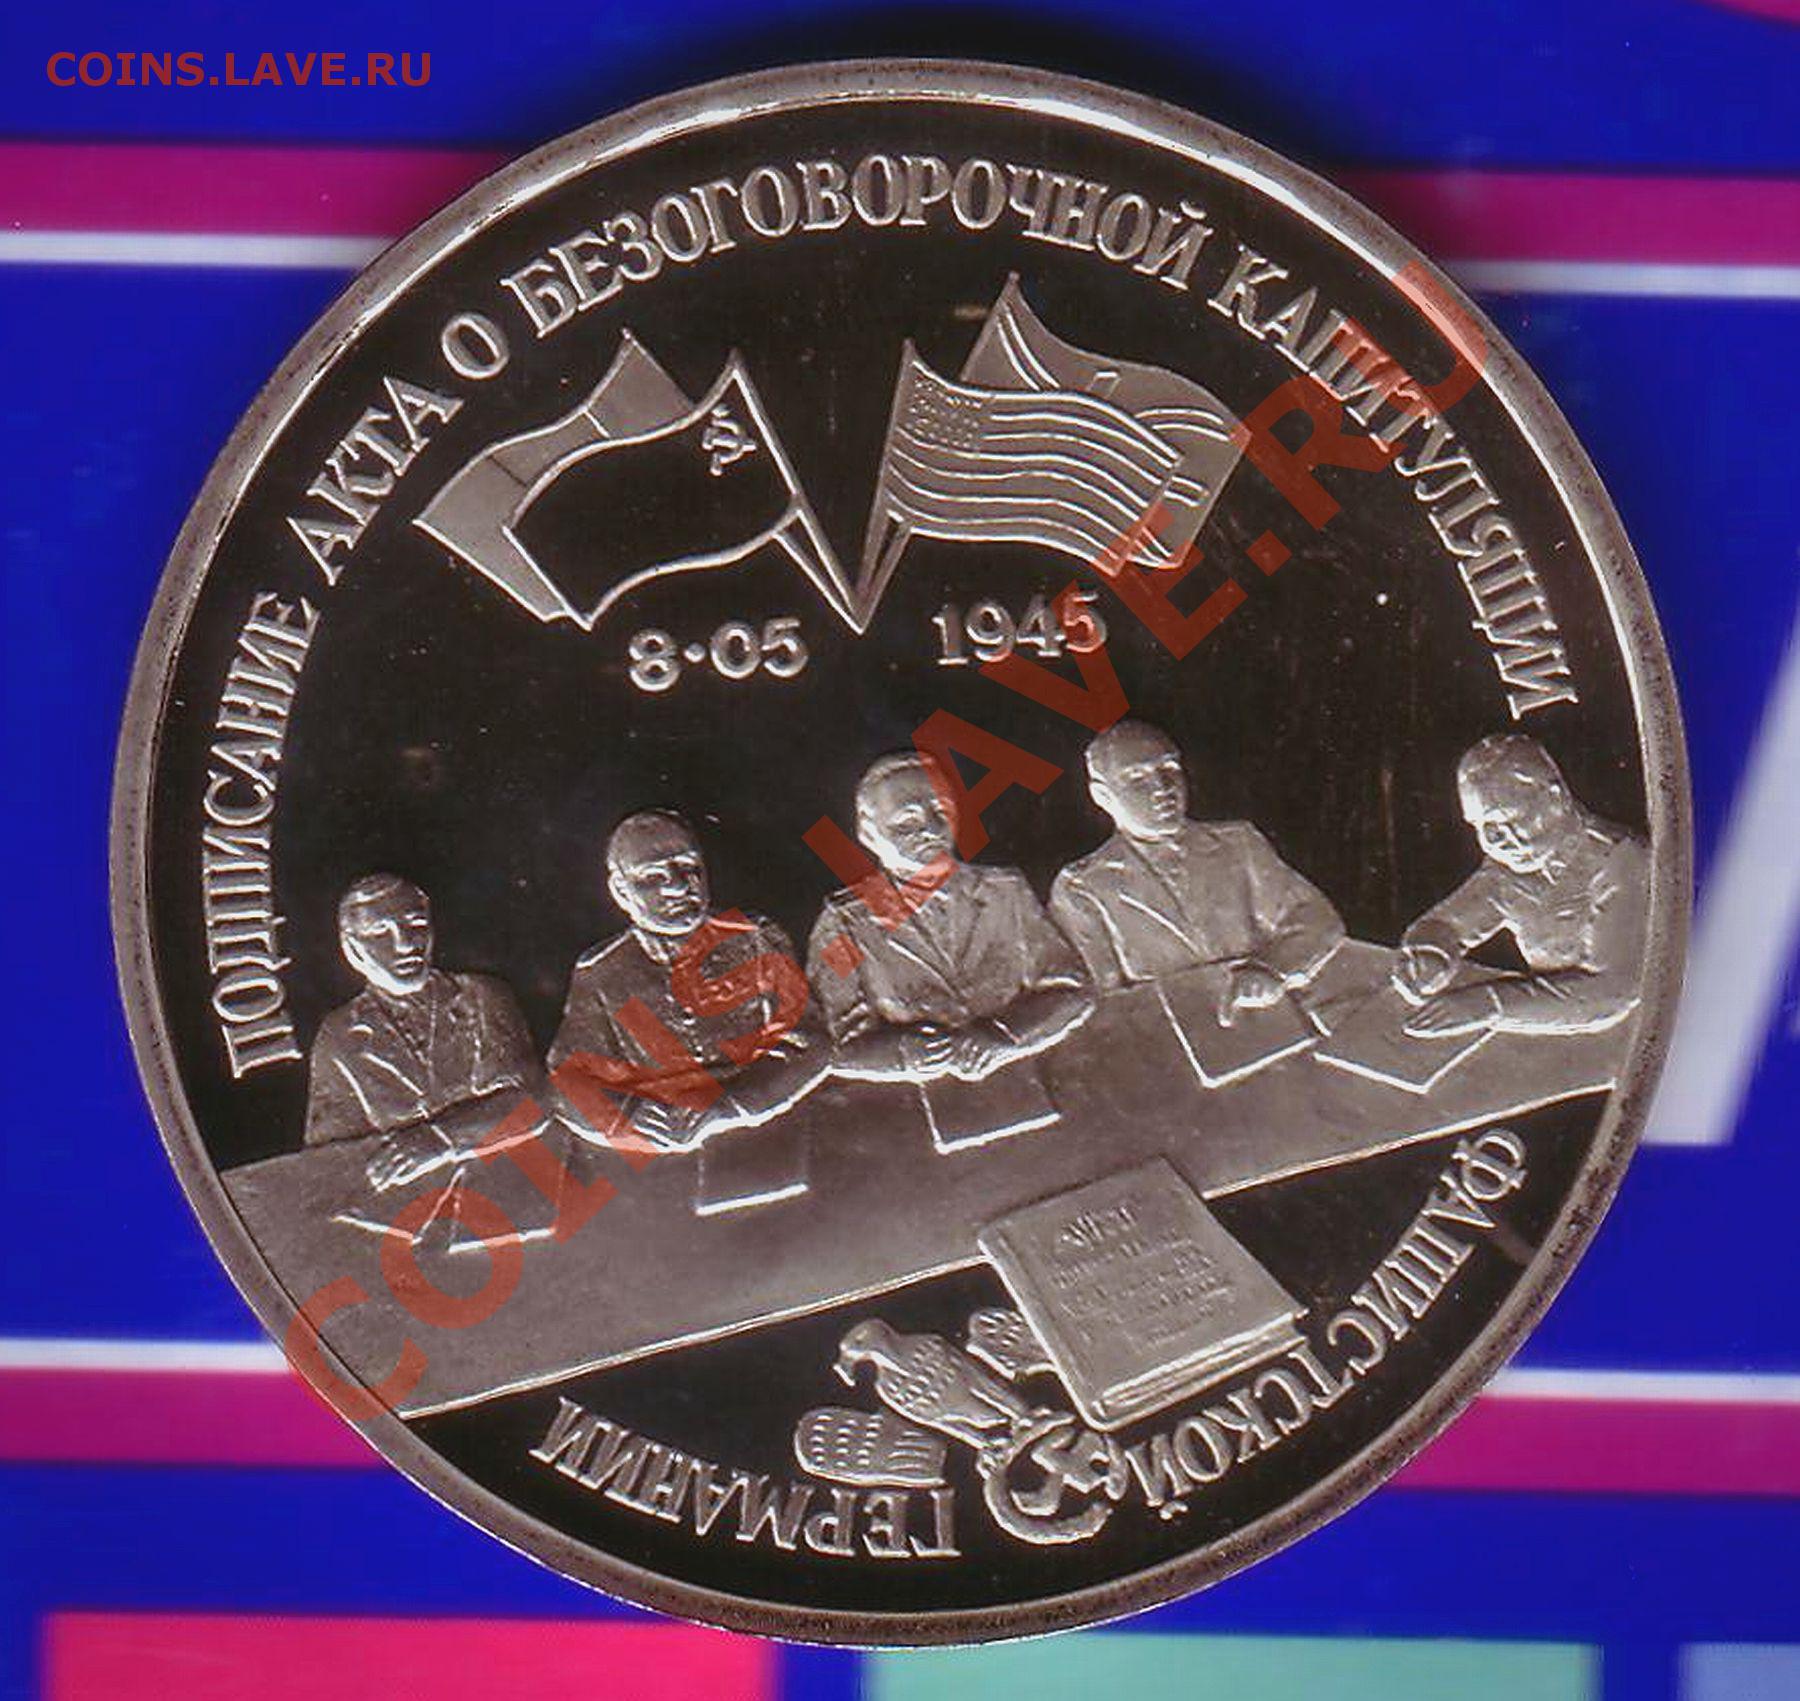 COINS.LAVE.RU
ПОДПИСАНИЕ АКТА О БЕЗОГОВОРОЧНОЙ КАПИТУЛЯЦИИ
8·05 1945
ФАШИСТСКОЙ
ГЕРМАНИИ
COINS.LAVE.RU